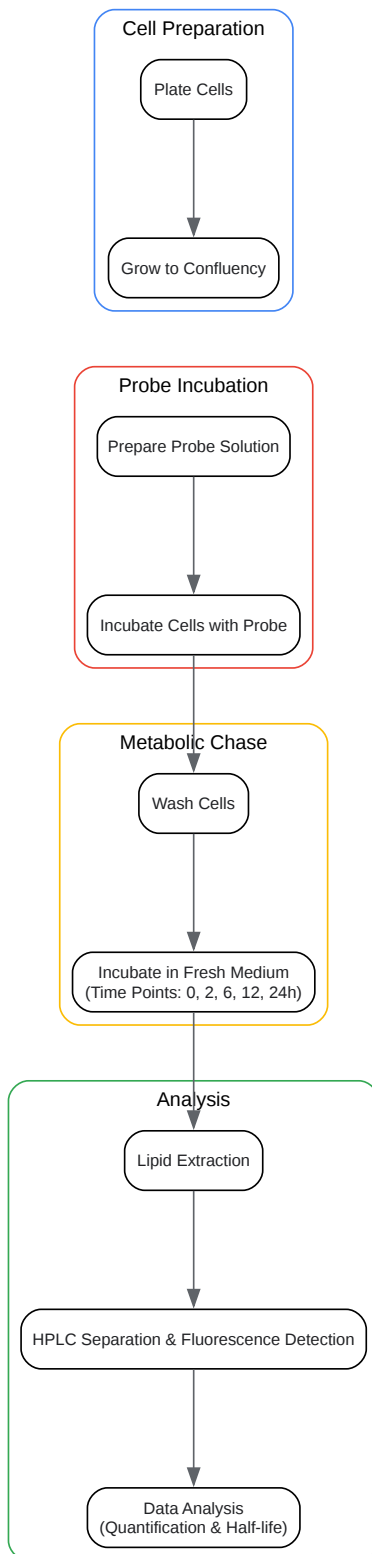 Cell Preparation
Plate Cells
Grow to Confluency
Probe Incubation
Prepare Probe Solution
Incubate Cells with Probe
Metabolic Chase
Wash Cells
Incubate in Fresh Medium
(Time Points: 0, 2, 6, 12, 24h)
Analysis
Lipid Extraction
HPLC Separation & Fluorescence Detection
Data Analysis
(Quantification & Half-life)